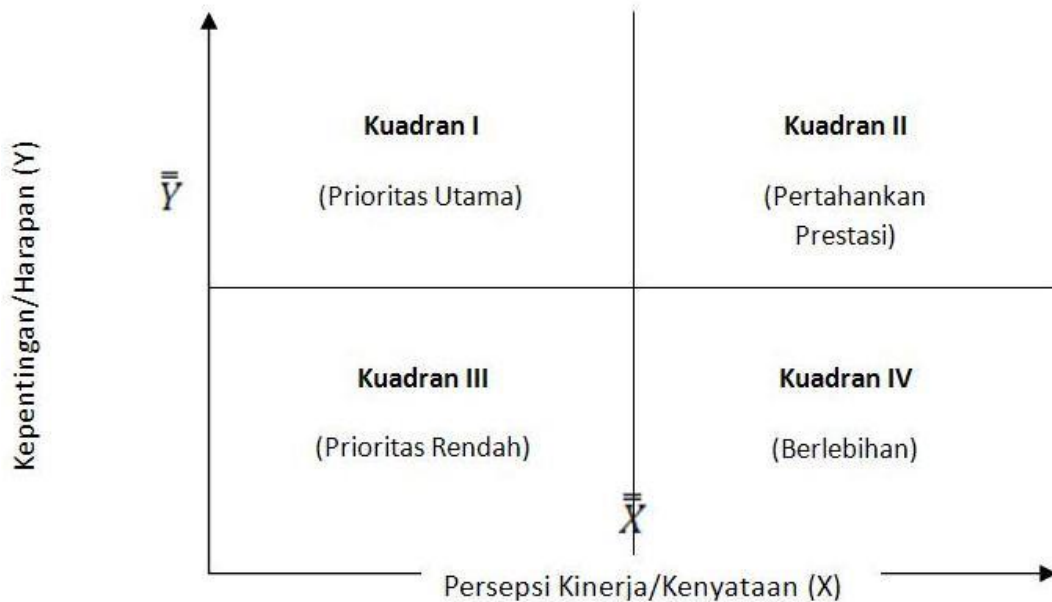 Kepentingan/Harapan (Y)
Kuadran I
(Prioritas Utama)
Kuadran II
(Pertahankan
Prestasi)
Y̿
Kuadran III
(Prioritas Rendah)
Kuadran IV
(Berlebihan)
X̿
Persepsi Kinerja/Kenyataan (X)